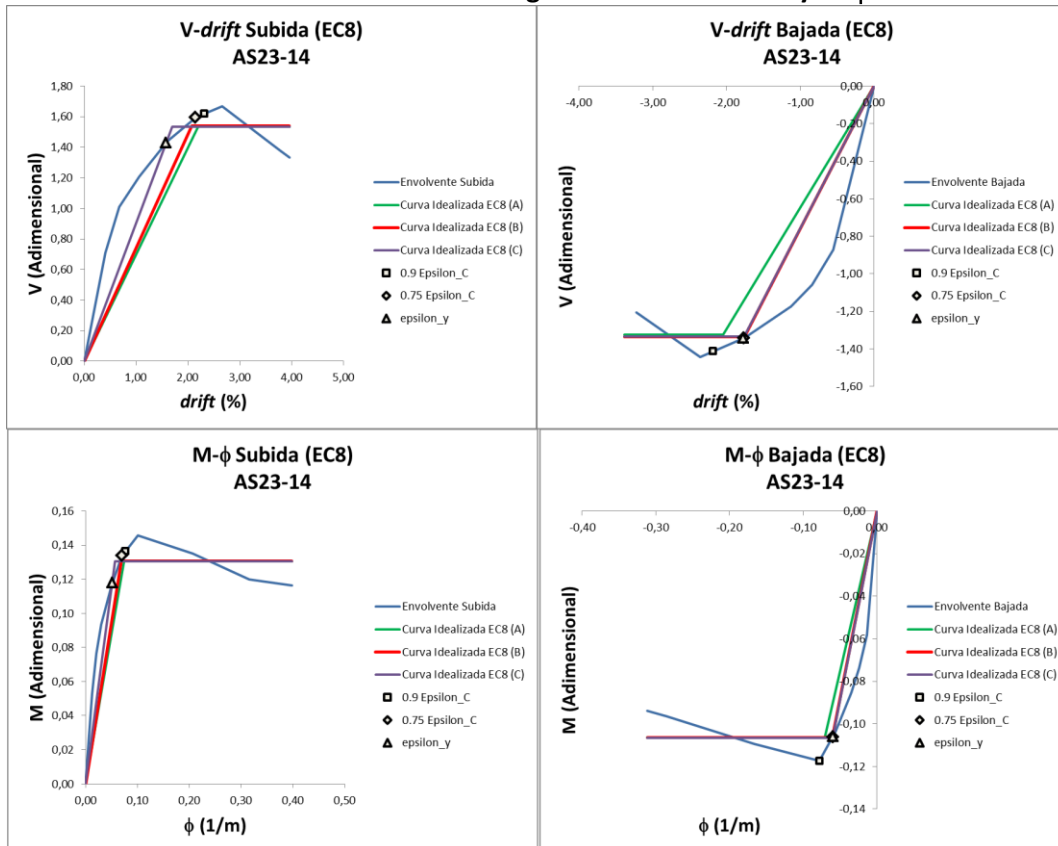 V-drift Subida (EC8)
AS23-14
1,80
1,60
1,40
1,20
1,00
0,80
0,60
0,40
0,20
0,00
0,00
1,00
2,00
3,00
4,00
5,00
V (Adimensional)
drift (%)
Envolvente Subida
Curva Idealizada EC8 (A)
Curva Idealizada EC8 (B)
Curva Idealizada EC8 (C)
0.9 Epsilon_C
0.75 Epsilon_C
epsilon_y
V-drift Bajada (EC8)
AS23-14
-4,00
-3,00
-2,00
-1,00
0,00
0,00
-0,20
-0,40
-0,60
-0,80
-1,00
-1,20
-1,40
-1,60
V (Adimensional)
drift (%)
Envolvente Bajada
Curva Idealizada EC8 (A)
Curva Idealizada EC8 (B)
Curva Idealizada EC8 (C)
0.9 Epsilon_C
0.75 Epsilon_C
epsilon_y
M-ϕ Subida (EC8)
AS23-14
0,16
0,14
0,12
0,10
0,08
0,06
0,04
0,02
0,00
0,00
0,10
0,20
0,30
0,40
0,50
M (Adimensional)
ϕ (1/m)
Envolvente Subida
Curva Idealizada EC8 (A)
Curva Idealizada EC8 (B)
Curva Idealizada EC8 (C)
0.9 Epsilon_C
0.75 Epsilon_C
epsilon_y
M-ϕ Bajada (EC8)
AS23-14
-0,40
-0,30
-0,20
-0,10
0,00
0,00
-0,02
-0,04
-0,06
-0,08
-0,10
-0,12
-0,14
M (Adimensional)
ϕ (1/m)
Envolvente Bajada
Curva Idealizada EC8 (A)
Curva Idealizada EC8 (B)
Curva Idealizada EC8 (C)
0.9 Epsilon_C
0.75 Epsilon_C
epsilon_y